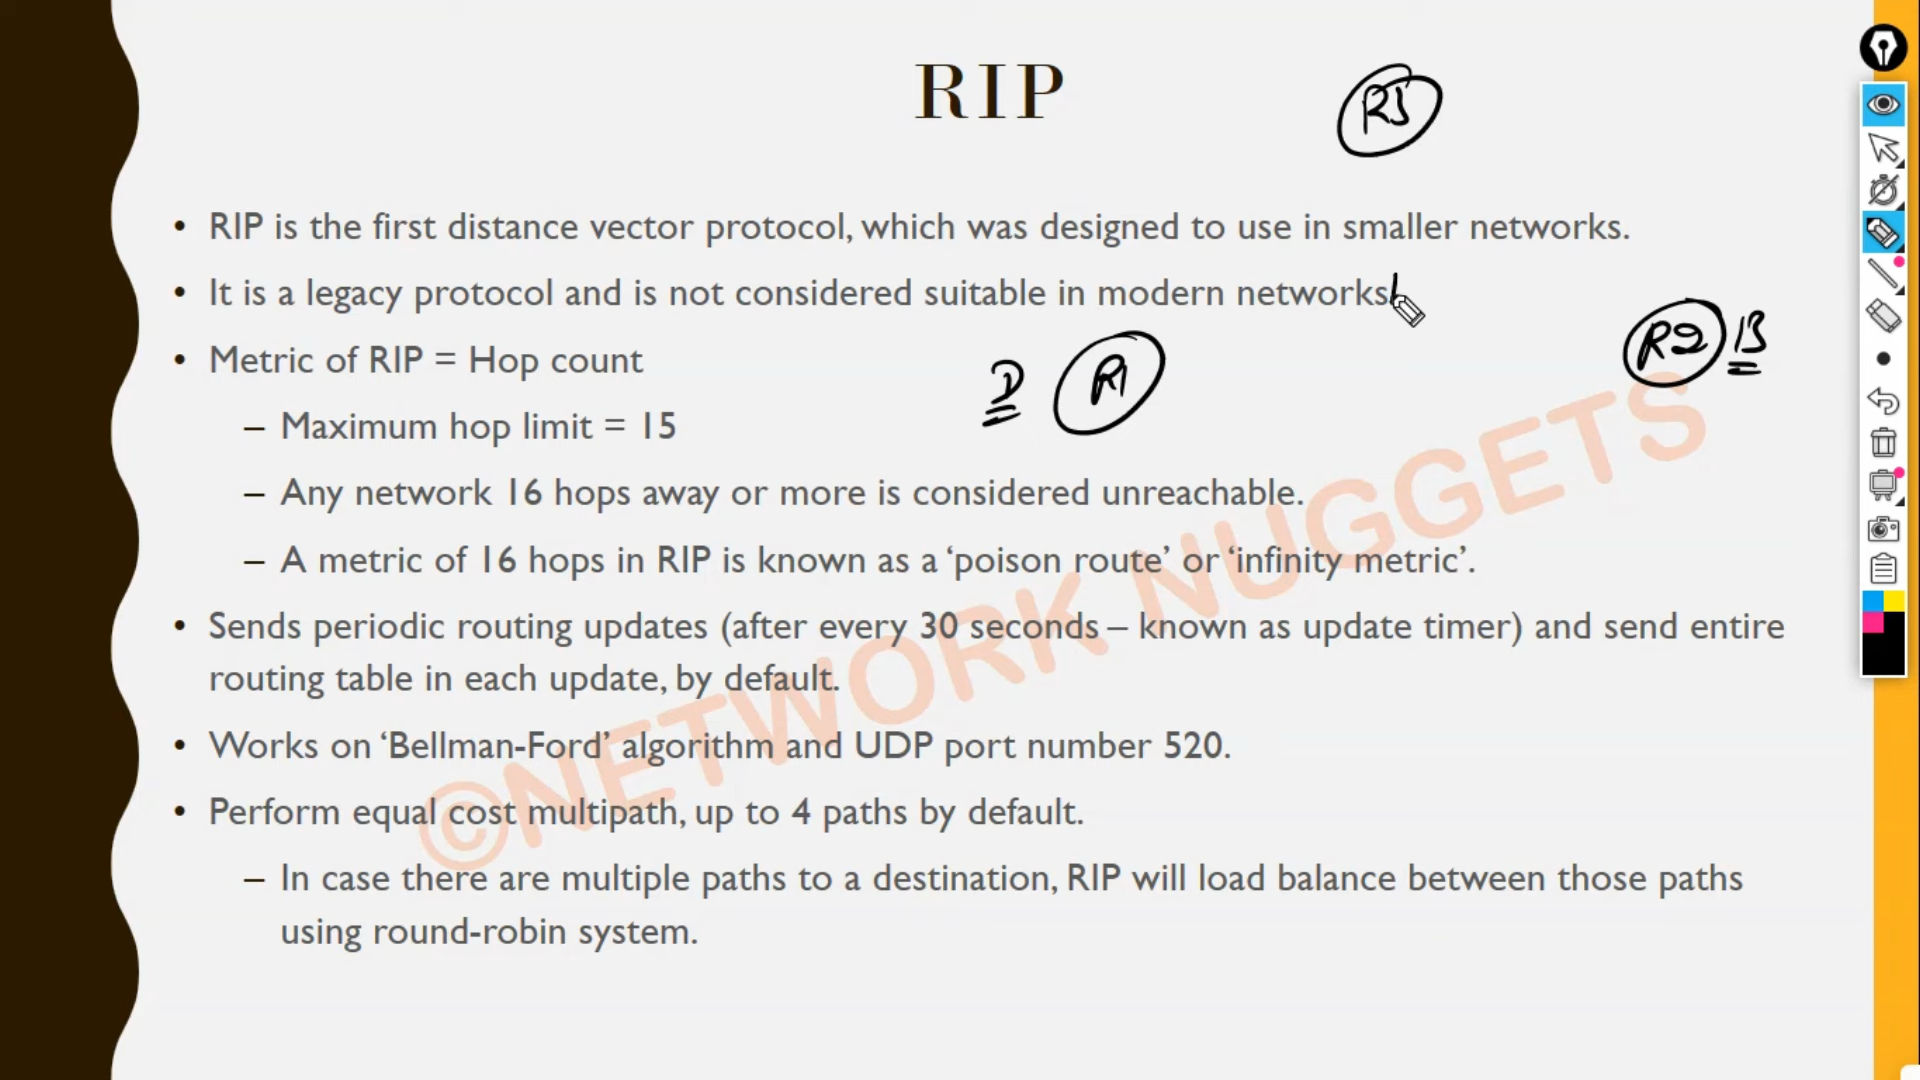 RIP
R5
• RIP is the first distance vector protocol, which was designed to use in smaller networks.
• It is a legacy protocol and is not considered suitable in modern networks.
R2 B
• Metric of RIP = Hop count
D R1
– Maximum hop limit = 15
– Any network 16 hops away or more is considered unreachable.
– A metric of 16 hops in RIP is known as a ‘poison route’ or ‘infinity metric’.
• Sends periodic routing updates (after every 30 seconds – known as update timer) and send entire
routing table in each update, by default.
• Works on ‘Bellman-Ford’ algorithm and UDP port number 520.
• Perform equal cost multipath, up to 4 paths by default.
– In case there are multiple paths to a destination, RIP will load balance between those paths
using round-robin system.
©NETWORK NUGGETS